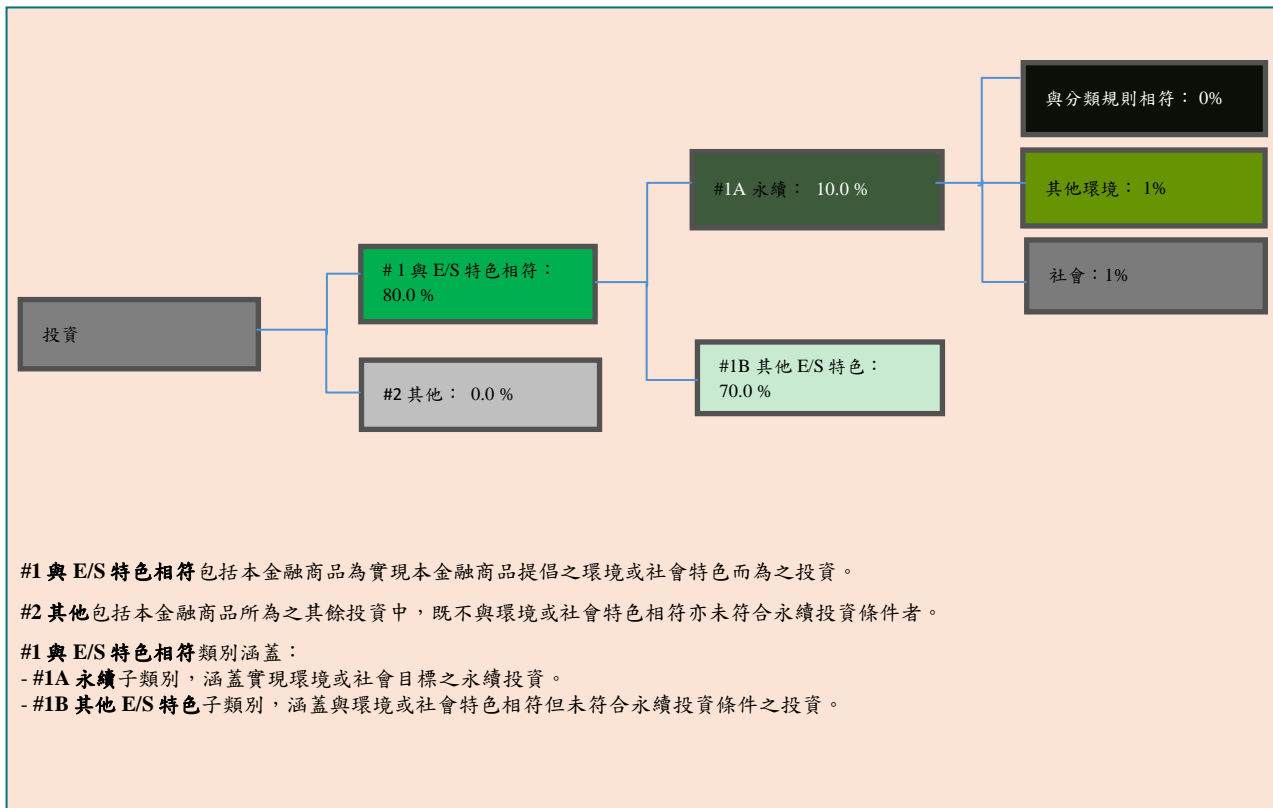 與分類規則相符： 0%
#1A 永續： 10.0 %
其他環境： 1%
# 1 與 E/S 特色相符：
80.0 %
社會：1%
投資
#1B 其他 E/S 特色：
70.0 %
#2 其他： 0.0 %
#1 與 E/S 特色相符包括本金融商品為實現本金融商品提倡之環境或社會特色而為之投資。
#2 其他包括本金融商品所為之其餘投資中，既不與環境或社會特色相符亦未符合永續投資條件者。
#1 與 E/S 特色相符類別涵蓋：
- #1A 永續子類別，涵蓋實現環境或社會目標之永續投資。
- #1B 其他 E/S 特色子類別，涵蓋與環境或社會特色相符但未符合永續投資條件之投資。